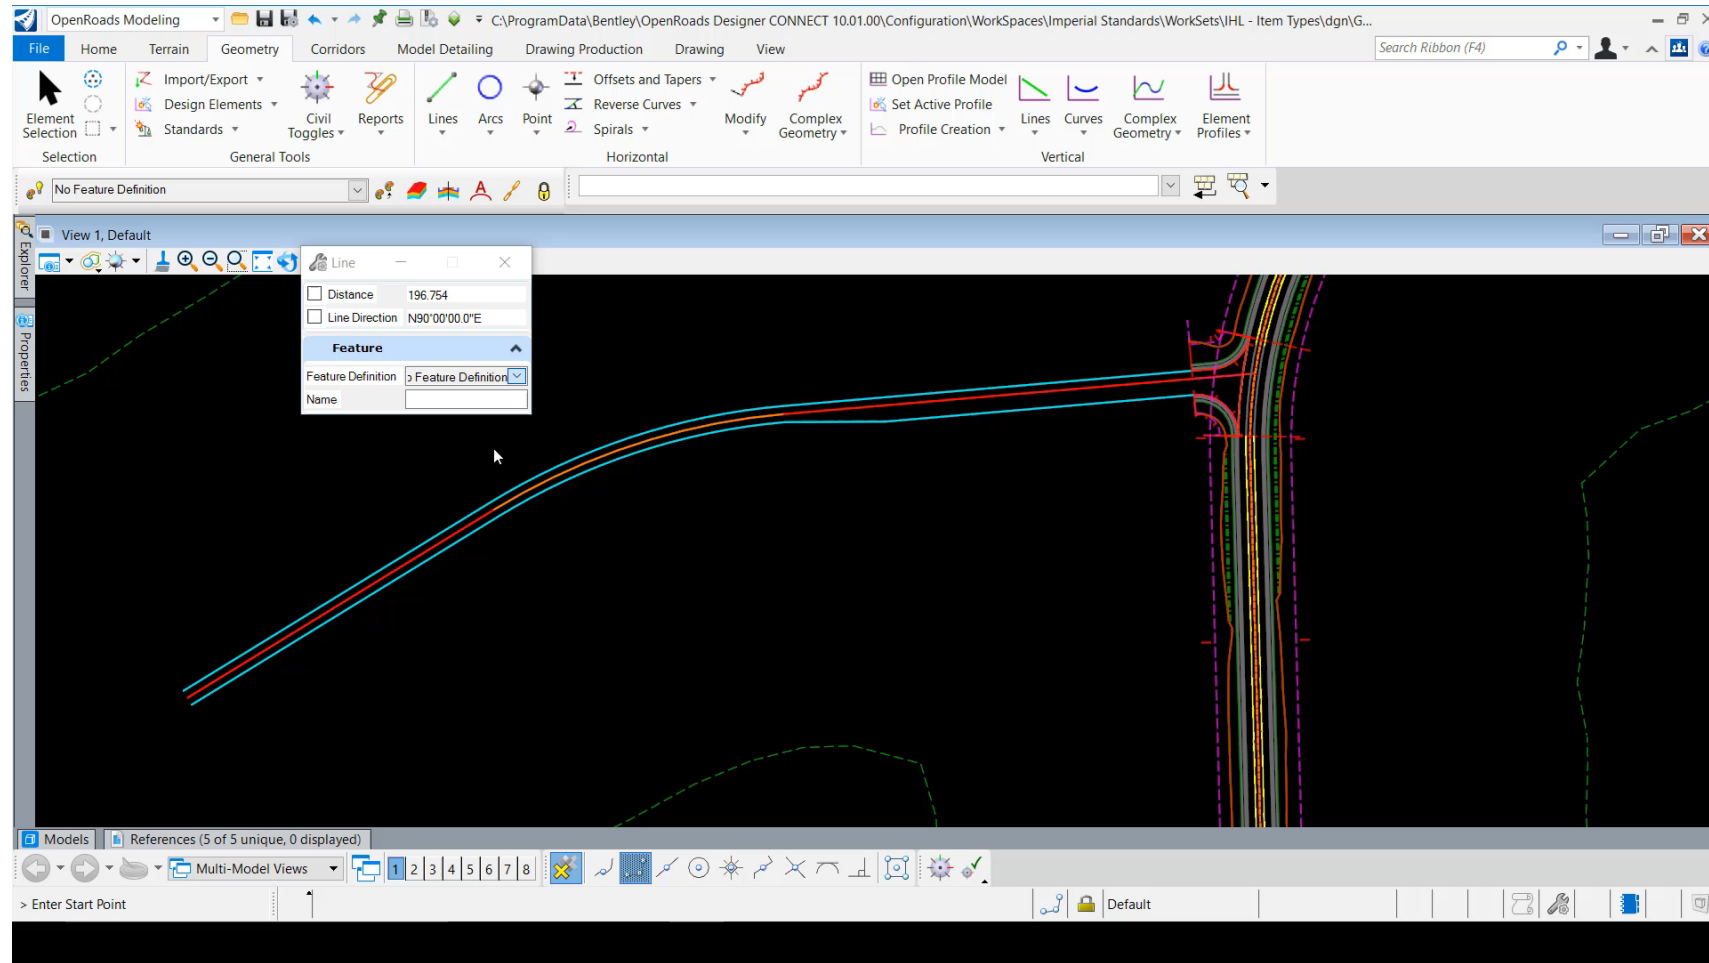 OpenRoads Modeling
C:\ProgramData\Bentley\OpenRoads Designer CONNECT 10.01.00\Configuration\WorkSpaces\Imperial Standards\WorkSets\IHL - Item Types\dgn\G...
File Home Terrain Geometry Corridors Model Detailing Drawing Production Drawing View
Search Ribbon (F4)
Element Selection
Selection
Import/Export
Design Elements
Standards
Civil Toggles
Reports
General Tools
Lines
Arcs
Point
Offsets and Tapers
Reverse Curves
Spirals
Modify
Complex Geometry
Horizontal
Open Profile Model
Set Active Profile
Profile Creation
Lines
Curves
Complex Geometry
Element Profiles
Vertical
No Feature Definition
Explorer
Properties
View 1, Default
Line
Distance 196.754
Line Direction N90°00'00.0"E
Feature
Feature Definition o Feature Definition
Name
Models References (5 of 5 unique, 0 displayed)
Multi-Model Views 1 2 3 4 5 6 7 8
> Enter Start Point
Default